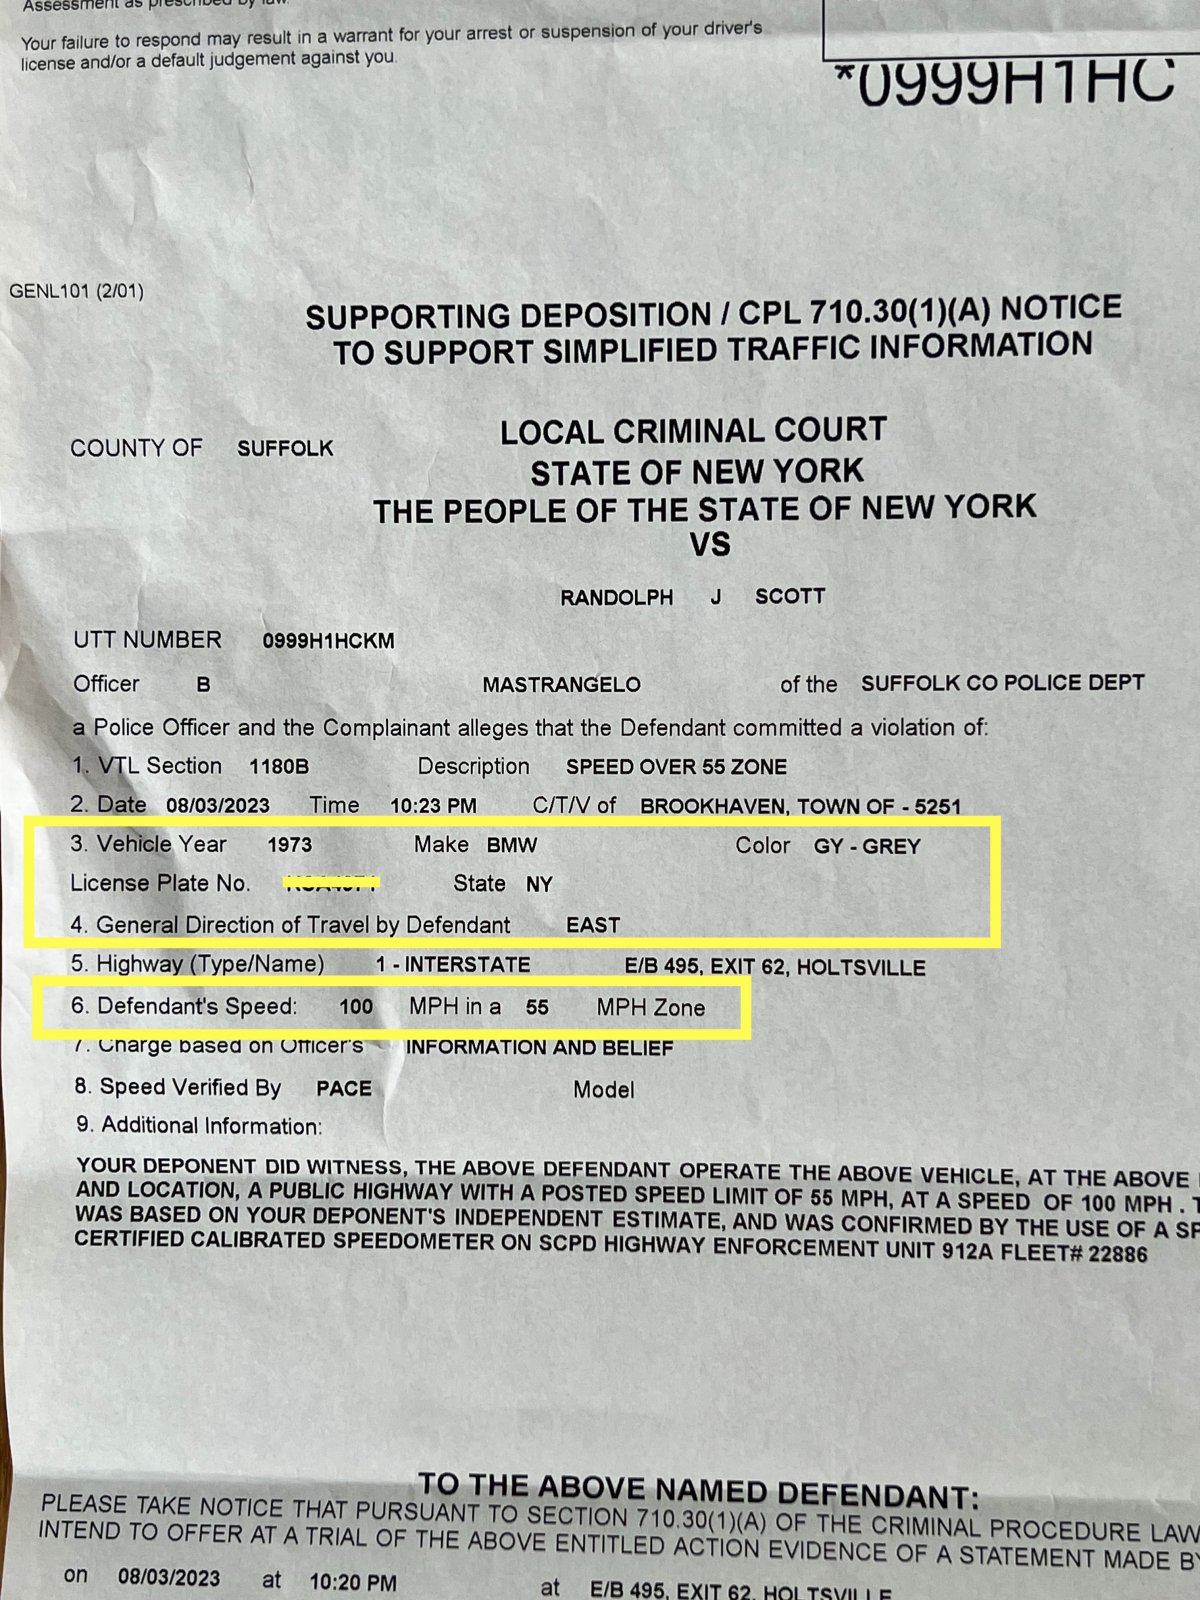 Assessment as prescribed by law.
Your failure to respond may result in a warrant for your arrest or suspension of your driver's
license and/or a default judgement against you.
*0999H1HC
GENL101 (2/01)
SUPPORTING DEPOSITION / CPL 710.30(1)(A) NOTICE
TO SUPPORT SIMPLIFIED TRAFFIC INFORMATION
LOCAL CRIMINAL COURT
COUNTY OF SUFFOLK
STATE OF NEW YORK
THE PEOPLE OF THE STATE OF NEW YORK
VS
RANDOLPH J SCOTT
UTT NUMBER 0999H1HCKM
Officer B MASTRANGELO of the SUFFOLK CO POLICE DEPT
a Police Officer and the Complainant alleges that the Defendant committed a violation of:
1. VTL Section 1180B Description SPEED OVER 55 ZONE
2. Date 08/03/2023 Time 10:23 PM C/T/V of BROOKHAVEN, TOWN OF - 5251
3. Vehicle Year 1973 Make BMW Color GY - GREY
License Plate No. State NY
4. General Direction of Travel by Defendant EAST
5. Highway (Type/Name) 1 - INTERSTATE E/B 495, EXIT 62, HOLTSVILLE
6. Defendant's Speed: 100 MPH in a 55 MPH Zone
7. Charge based on Officer's INFORMATION AND BELIEF
8. Speed Verified By PACE Model
9. Additional Information:
YOUR DEPONENT DID WITNESS, THE ABOVE DEFENDANT OPERATE THE ABOVE VEHICLE, AT THE ABOVE
AND LOCATION, A PUBLIC HIGHWAY WITH A POSTED SPEED LIMIT OF 55 MPH, AT A SPEED OF 100 MPH .
WAS BASED ON YOUR DEPONENT'S INDEPENDENT ESTIMATE, AND WAS CONFIRMED BY THE USE OF A
CERTIFIED CALIBRATED SPEEDOMETER ON SCPD HIGHWAY ENFORCEMENT UNIT 912A FLEET# 22886
TO THE ABOVE NAMED DEFENDANT:
PLEASE TAKE NOTICE THAT PURSUANT TO SECTION 710.30(1)(A) OF THE CRIMINAL PROCEDURE LAW
INTEND TO OFFER AT A TRIAL OF THE ABOVE ENTITLED ACTION EVIDENCE OF A STATEMENT MADE BY
on 08/03/2023 at 10:20 PM at E/B 495, EXIT 62, HOLTSVILLE